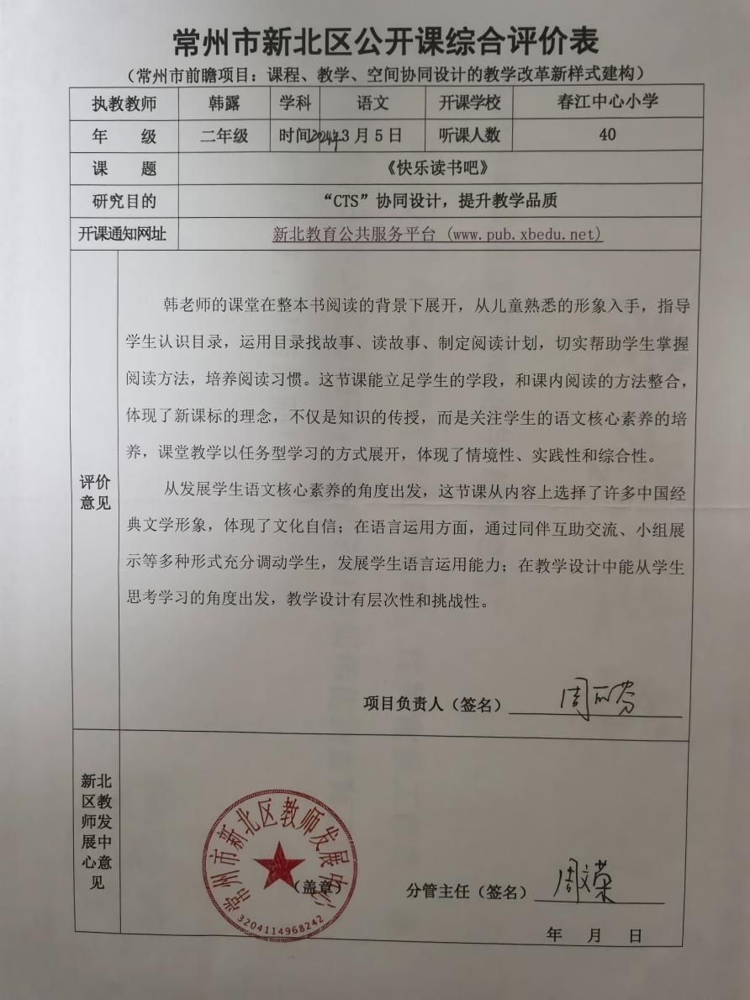 常州市新北区公开课综合评价表
（常州市前瞻项目：课程、教学、空间协同设计的教学改革新样式建构）
执教教师 韩露 学科 语文 开课学校 春江中心小学
年 级 二年级 时间 2024年3月5日 听课人数 40
课 题 《快乐读书吧》
研究目的 “CTS”协同设计，提升教学品质
开课通知网址 新北教育公共服务平台（www.pub.xbedu.net）
韩老师的课堂在整本书阅读的背景下展开，从儿童熟悉的形象入手，指导
学生认识目录，运用目录找故事、读故事、制定阅读计划，切实帮助学生掌握
阅读方法，培养阅读习惯。这节课能立足学生的学段，和课内阅读的方法整合，
体现了新课标的理念，不仅是知识的传授，而是关注学生的语文核心素养的培
养，课堂教学以任务型学习的方式展开，体现了情境性、实践性和综合性。
评价
意见
从发展学生语文核心素养的角度出发，这节课从内容上选择了许多中国经
典文学形象，体现了文化自信；在语言运用方面，通过同伴互助交流、小组展
示等多种形式充分调动学生，发展学生语言运用能力；在教学设计中能从学生
思考学习的角度出发，教学设计有层次性和挑战性。
项目负责人（签名）周丽芬
新北
区教
师发
展中
心意
见
常州市新北区教师发展中心
（盖章）
3204114968242
分管主任（签名）周文荣
年 月 日